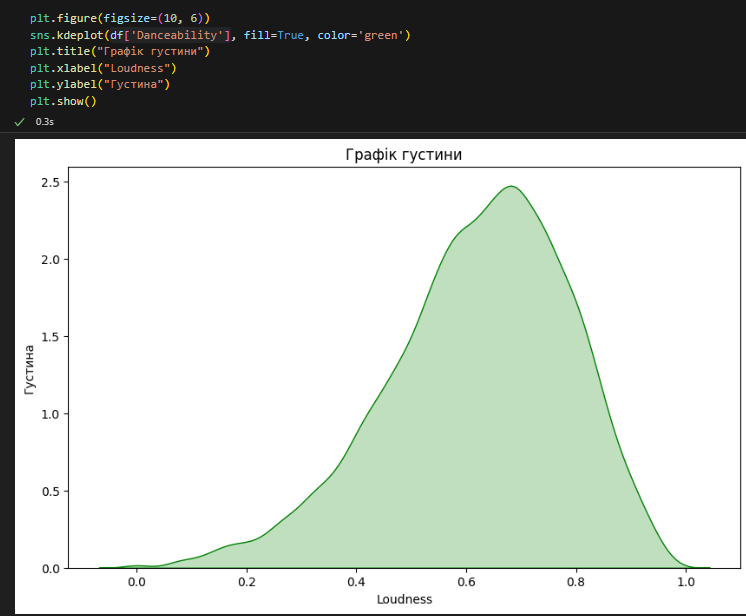 plt.figure(figsize=(10, 6))
sns.kdeplot(df['Danceability'], fill=True, color='green')
plt.title("Графік густини")
plt.xlabel("Loudness")
plt.ylabel("Густина")
plt.show()
0.3s
Графік густини
2.5
2.0
1.5
1.0
0.5
0.0
Густина
0.0 0.2 0.4 0.6 0.8 1.0
Loudness